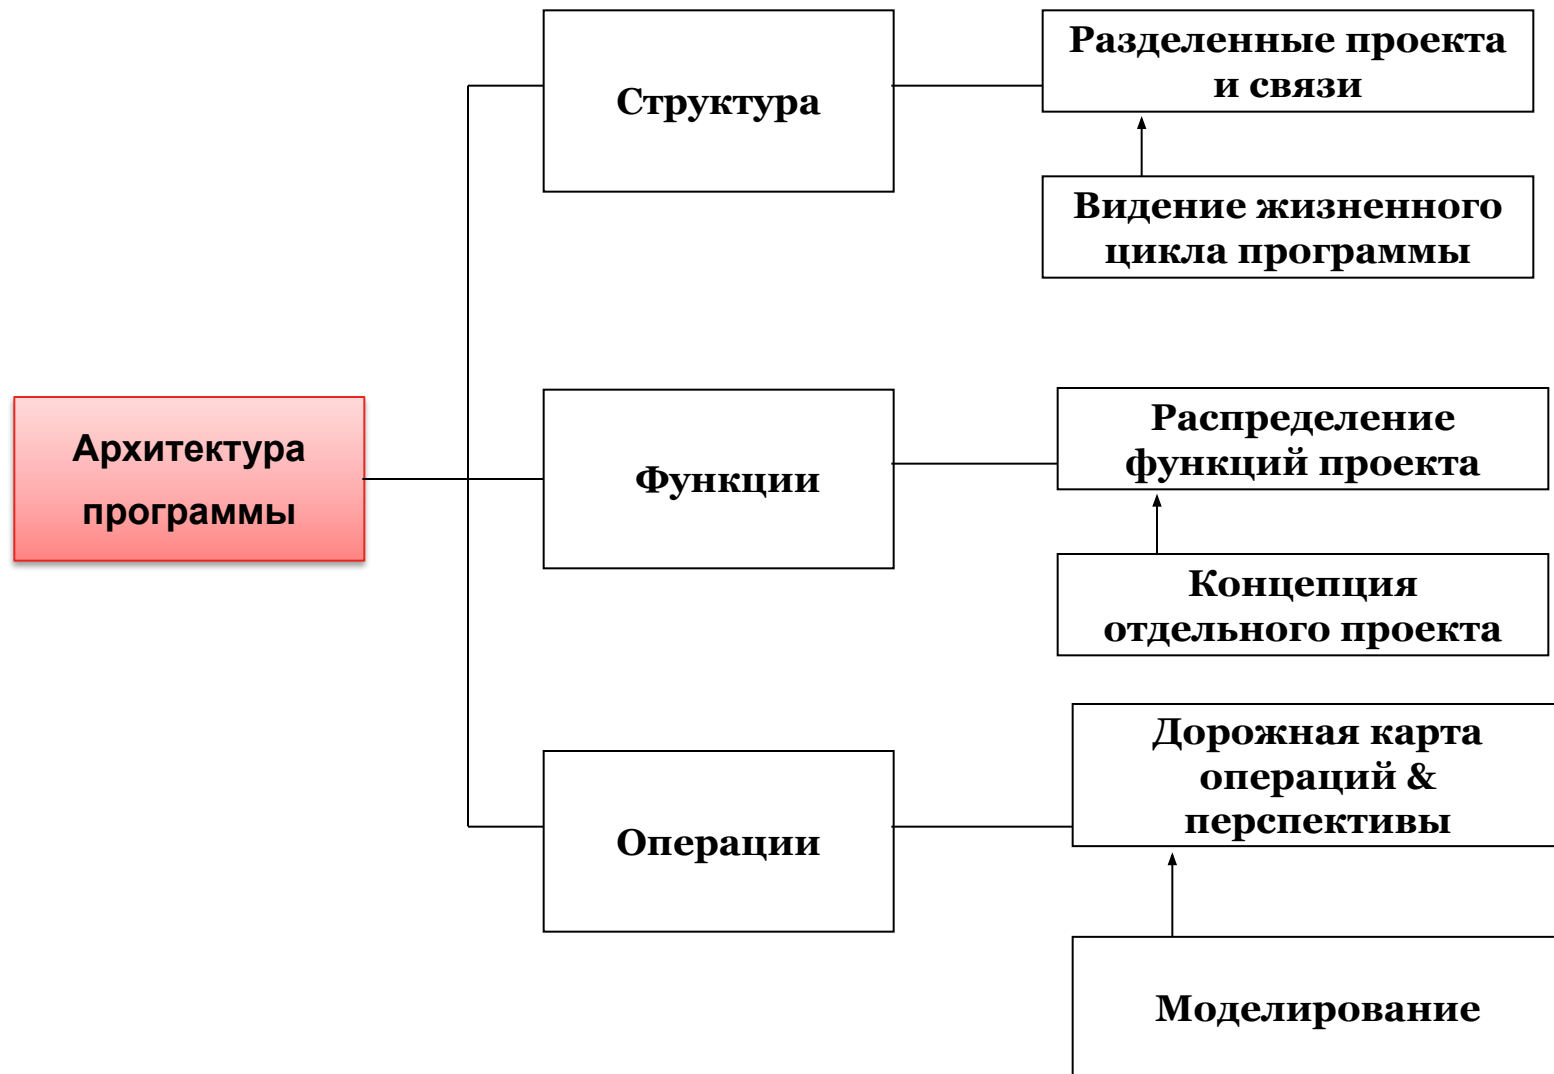 Разделенные проекта
и связи
Структура
Видение жизненного
цикла программы
Архитектура
программы
Распределение
функций проекта
Функции
Концепция
отдельного проекта
Дорожная карта
операций &
перспективы
Операции
Моделирование